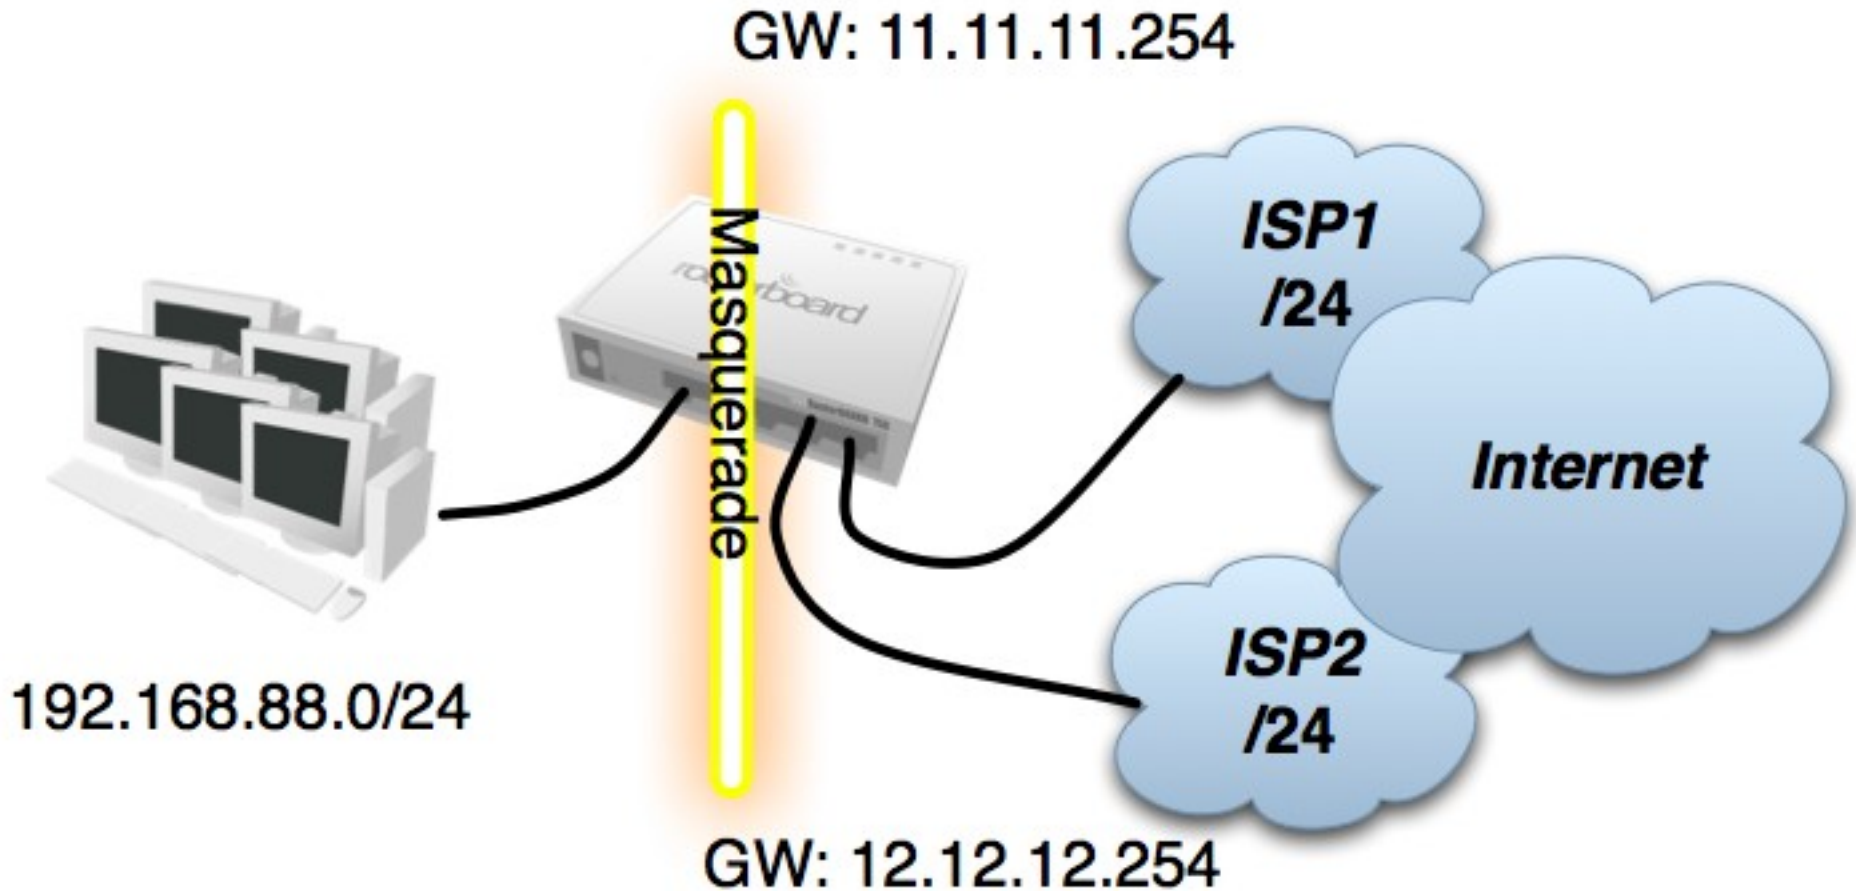 GW: 11.11.11.254
Masquerade
ISP1
/24
Internet
ISP2
/24
192.168.88.0/24
GW: 12.12.12.254